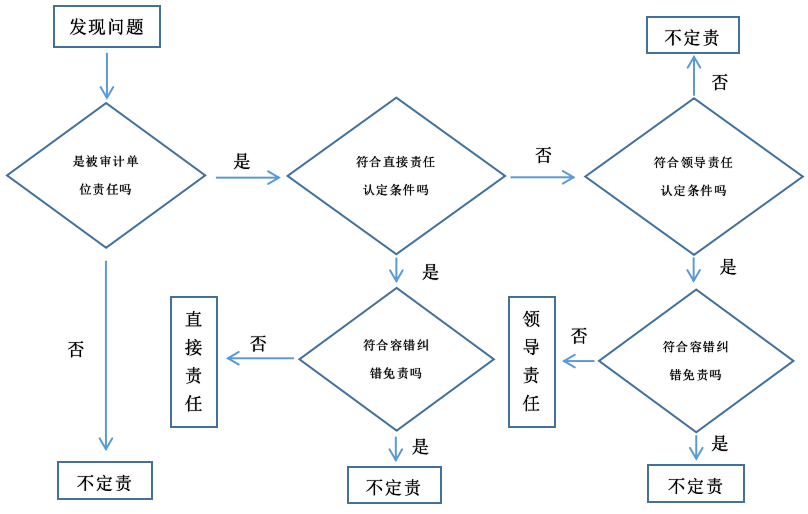 发现问题
不定责
否
是被审计单
位责任吗
是
符合直接责任
认定条件吗
否
符合领导责任
认定条件吗
是
是
否
直
接
责
任
否
符合容错纠
错免责吗
领
导
责
任
否
符合容错纠
错免责吗
是
是
不定责
不定责
不定责